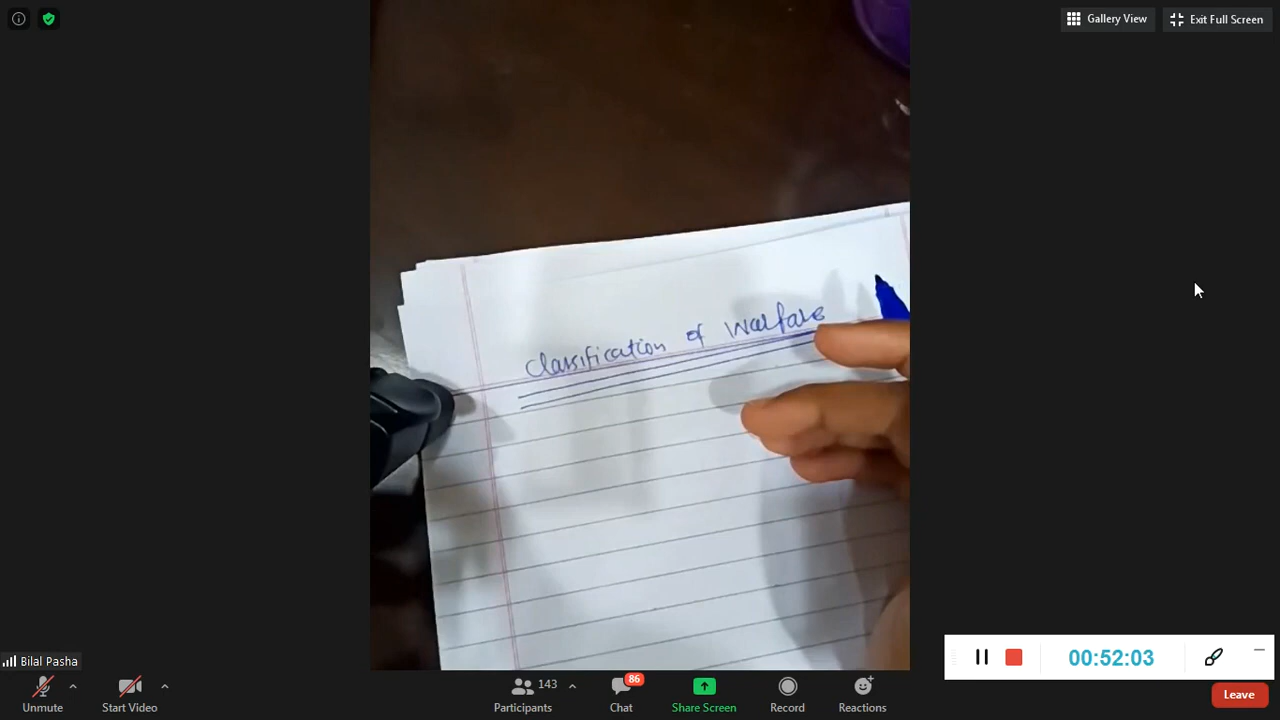 Gallery View
Exit Full Screen
Classification of Warfare
Bilal Pasha
00:52:03
Unmute
Start Video
143
Participants
86
Chat
Share Screen
Record
Reactions
Leave